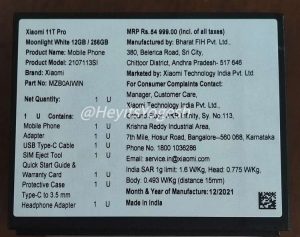 Xiaomi 11T Pro
Moonlight White 12GB / 256GB
Product Name: Mobile Phone
Model: 2107113SI
Brand: Xiaomi
Product Code: MZB0AIWIN
Net Quantity: 1 U
1 U Contains:
Mobile Phone 1 U
Adapter 1 U
USB Type-C Cable 1 U
SIM Eject Tool 1 U
Quick Start Guide & 1 U
Warranty Card
Protective Case 1 U
Type-C to 3.5 mm
Headphone Adapter 1 U
MRP Rs. 54 999.00 (Incl. of all taxes)
Manufactured by: Bharat FIH Pvt. Ltd.,
380, Belerica Road, Sri City,
Chittoor District, Andhra Pradesh - 517 646
Manufactured for: Xiaomi Technology India Pvt. Ltd.
For Consumer Complaints Contact:
Manager, Customer Care,
Xiaomi Technology India Pvt. Ltd.,
Krishna Reddy Industrial Area,
7th Mile, Hosur Road, Bangalore-560 068, Karnataka
Phone No. 1800 1036286
Email: service.in@xiaomi.com
India SAR 1g limit: 1.6 W/kg, Head: 0.775 W/kg,
Body: 0.493 W/kg (distance 15mm)
Month & Year of Manufacture: 12/2021
Made in India